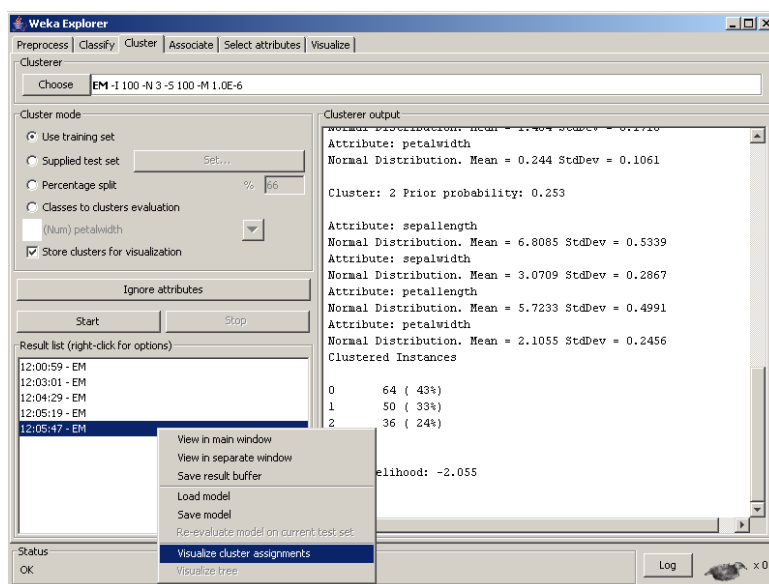 Weka Explorer
Preprocess Classify Cluster Associate Select attributes Visualize
Clusterer
Choose EM -I 100 -N 3 -S 100 -M 1.0E-6
Cluster mode
Use training set
Supplied test set Set...
Percentage split % 66
Classes to clusters evaluation
(Num) petalwidth
Store clusters for visualization
Ignore attributes
Start Stop
Result list (right-click for options)
12:00:59 - EM
12:03:01 - EM
12:04:29 - EM
12:05:19 - EM
12:05:47 - EM
View in main window
View in separate window
Save result buffer
Load model
Save model
Re-evaluate model on current test set
Visualize cluster assignments
Visualize tree
Clusterer output
Normal Distribution. Mean = 1.464 StdDev = 0.1718
Attribute: petalwidth
Normal Distribution. Mean = 0.244 StdDev = 0.1061
Cluster: 2 Prior probability: 0.253
Attribute: sepallength
Normal Distribution. Mean = 6.8085 StdDev = 0.5339
Attribute: sepalwidth
Normal Distribution. Mean = 3.0709 StdDev = 0.2867
Attribute: petallength
Normal Distribution. Mean = 5.7233 StdDev = 0.4991
Attribute: petalwidth
Normal Distribution. Mean = 2.1055 StdDev = 0.2456
Clustered Instances
0 64 ( 43%)
1 50 ( 33%)
2 36 ( 24%)
elihood: -2.055
Status
OK
Log x 0